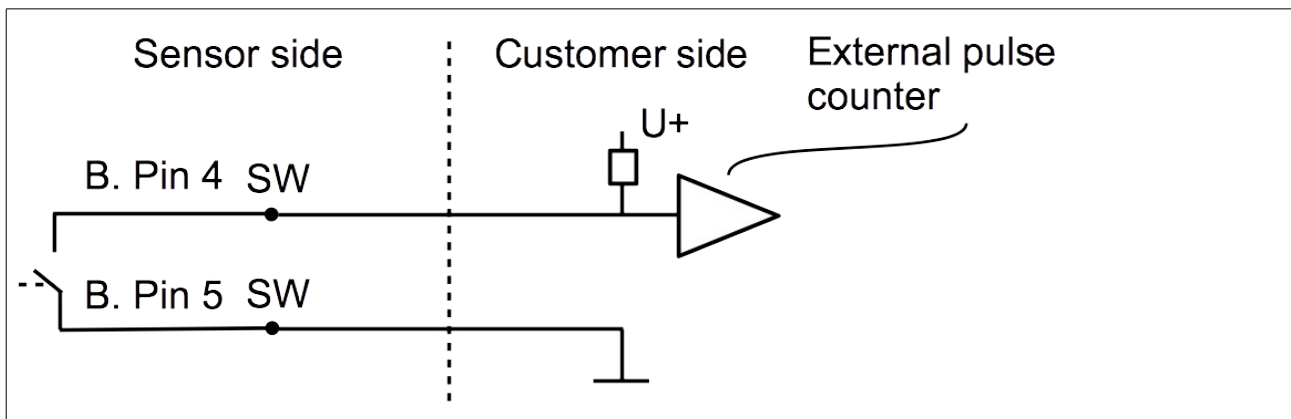 Sensor side
Customer side
External pulse
counter
U+
B. Pin 4 SW
B. Pin 5 SW